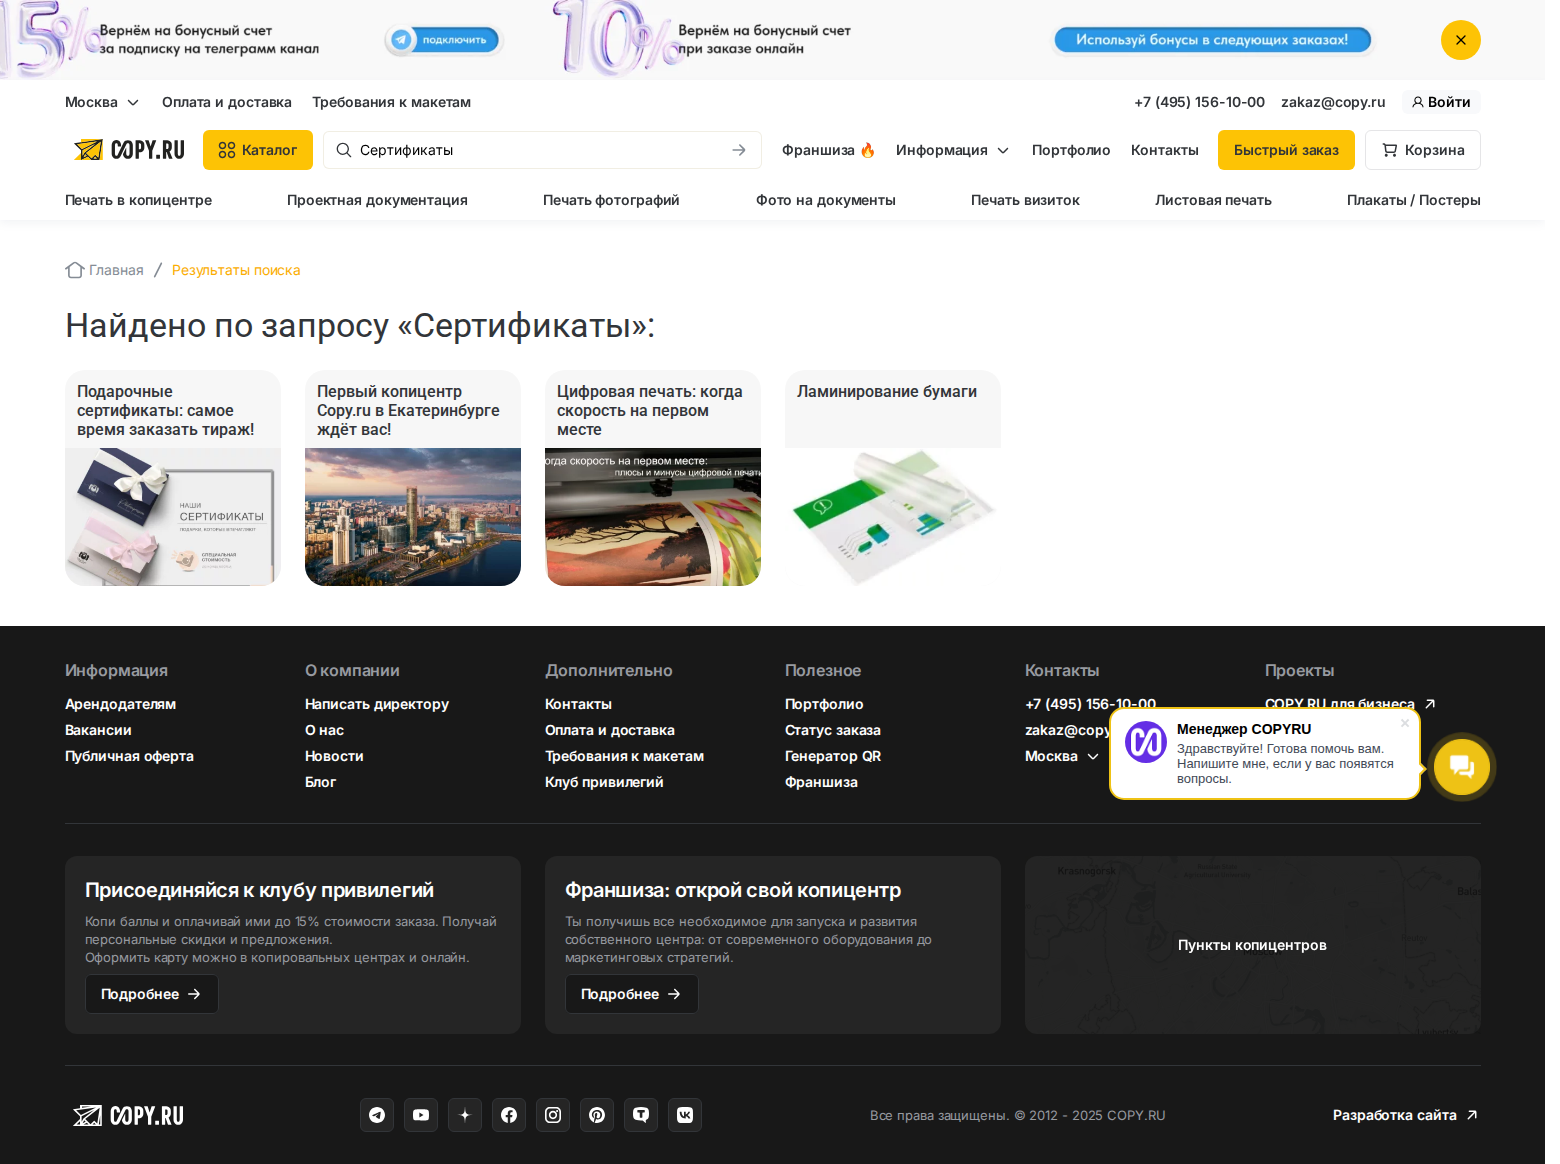 15%
Вернём на бонусный счет
за подписку на телеграмм канал
подключить
10%
Вернём на бонусный счет
при заказе онлайн
Используй бонусы в следующих заказах!
Москва
Оплата и доставка
Требования к макетам
+7 (495) 156-10-00
zakaz@copy.ru
Войти
COPY.RU
Каталог
Сертификаты
Франшиза 🔥
Информация
Портфолио
Контакты
Быстрый заказ
Корзина
Печать в копицентре
Проектная документация
Печать фотографий
Фото на документы
Печать визиток
Листовая печать
Плакаты / Постеры
Главная / Результаты поиска
Найдено по запросу «Сертификаты»:
Подарочные
сертификаты: самое
время заказать тираж!
НАШИ
СЕРТИФИКАТЫ
СПЕЦИАЛЬНАЯ
СТОИМОСТЬ
Первый копицентр
Copy.ru в Екатеринбурге
ждёт вас!
Цифровая печать: когда
скорость на первом
месте
огда скорость на первом месте:
плюсы и минусы цифровой печати
Ламинирование бумаги
Информация
Арендодателям
Вакансии
Публичная оферта
О компании
Написать директору
О нас
Новости
Блог
Дополнительно
Контакты
Оплата и доставка
Требования к макетам
Клуб привилегий
Полезное
Портфолио
Статус заказа
Генератор QR
Франшиза
Контакты
+7 (495) 156-10-00
zakaz@copy
Москва
Проекты
COPY.RU для бизнеса
Менеджер COPYRU
Здравствуйте! Готова помочь вам.
Напишите мне, если у вас появятся
вопросы.
Присоединяйся к клубу привилегий
Копи баллы и оплачивай ими до 15% стоимости заказа. Получай
персональные скидки и предложения.
Оформить карту можно в копировальных центрах и онлайн.
Подробнее
Франшиза: открой свой копицентр
Ты получишь все необходимое для запуска и развития
собственного центра: от современного оборудования до
маркетинговых стратегий.
Подробнее
Krasnogorsk
Balas
Moscow
Пункты копицентров
COPY.RU
Все права защищены. © 2012 - 2025 COPY.RU
Разработка сайта